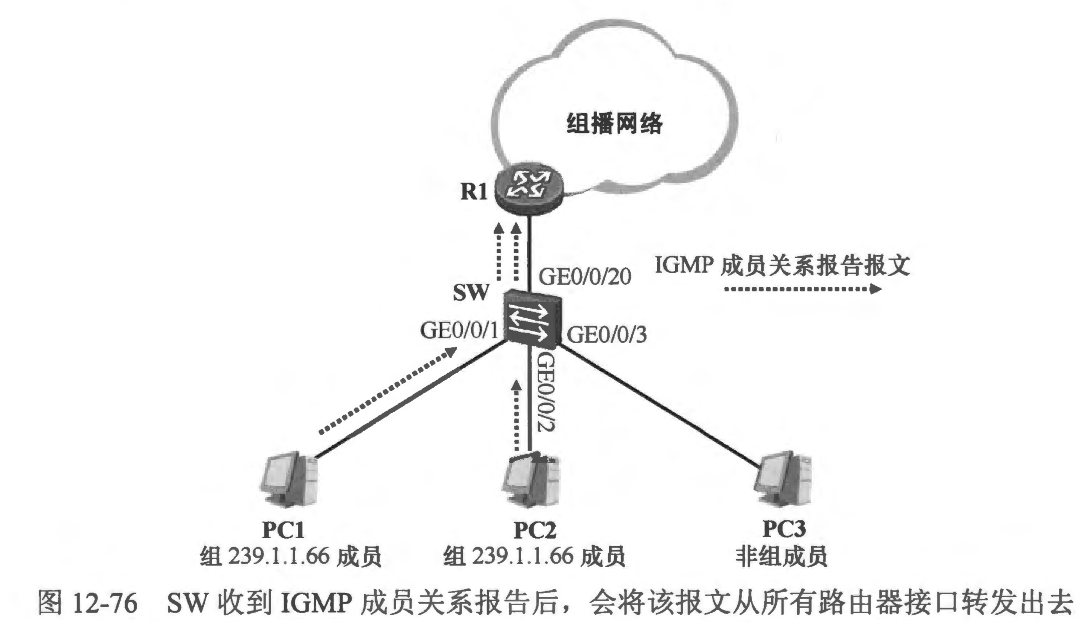 组播网络
R1
GE0/0/20
IGMP 成员关系报告报文
SW
GE0/0/1
GE0/0/3
GE0/0/2
PC1
组 239.1.1.66 成员
PC2
组 239.1.1.66 成员
PC3
非组成员
图 12-76 SW 收到 IGMP 成员关系报告后，会将该报文从所有路由器接口转发出去